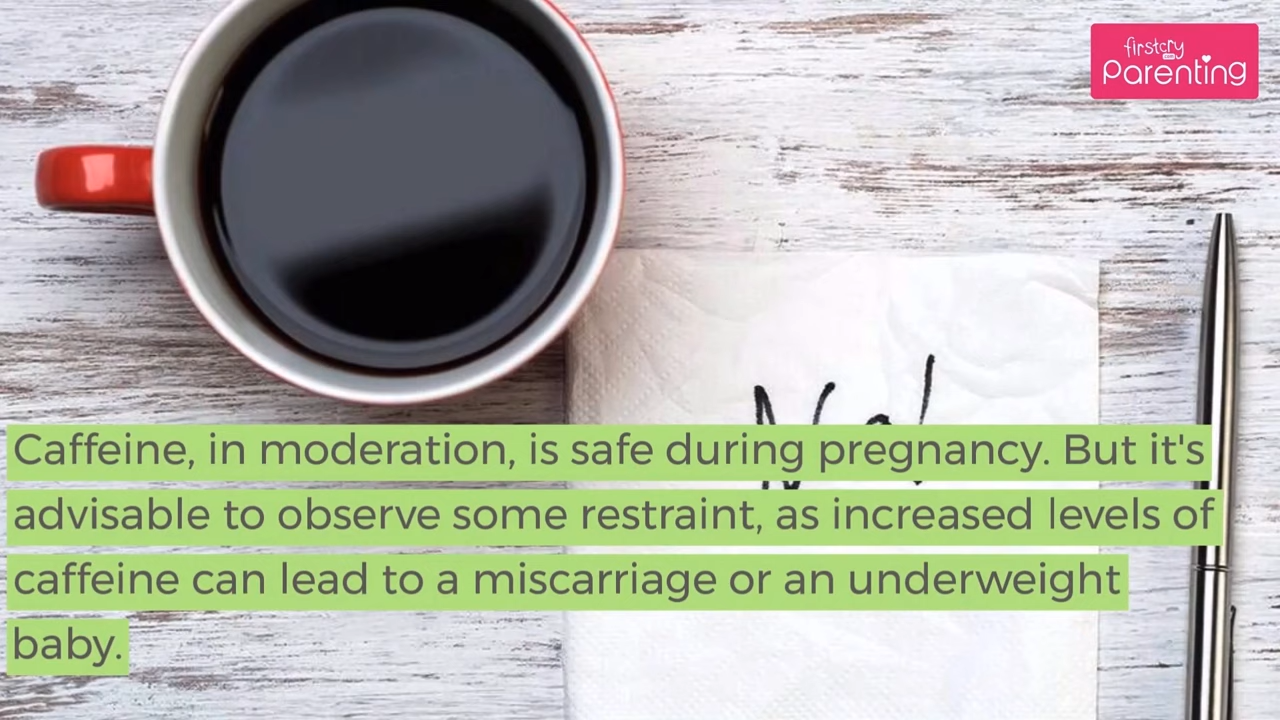 firstcry
.com
Parenting
Caffeine, in moderation, is safe during pregnancy. But it's
advisable to observe some restraint, as increased levels of
caffeine can lead to a miscarriage or an underweight
baby.